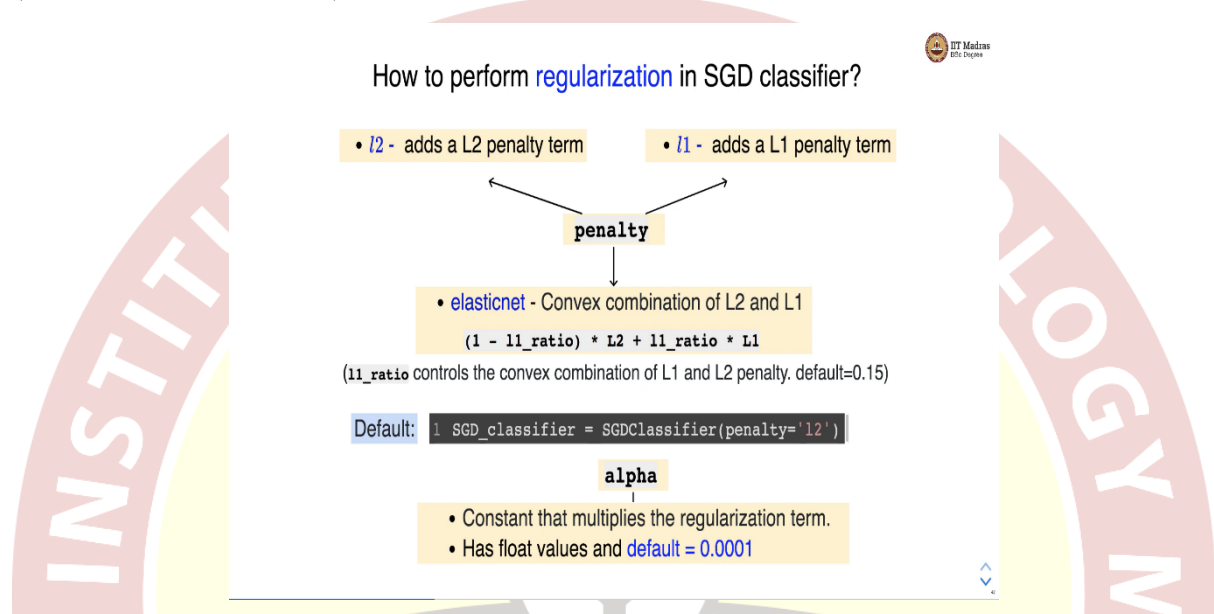 IIT Madras
BSc Degree
How to perform regularization in SGD classifier?
• l2 - adds a L2 penalty term
• l1 - adds a L1 penalty term
penalty
• elasticnet - Convex combination of L2 and L1
(1 - l1_ratio) * L2 + l1_ratio * L1
(l1_ratio controls the convex combination of L1 and L2 penalty. default=0.15)
Default:
1 SGD_classifier = SGDClassifier(penalty='l2')
alpha
• Constant that multiplies the regularization term.
• Has float values and default = 0.0001
INSTIT
OLOGY M